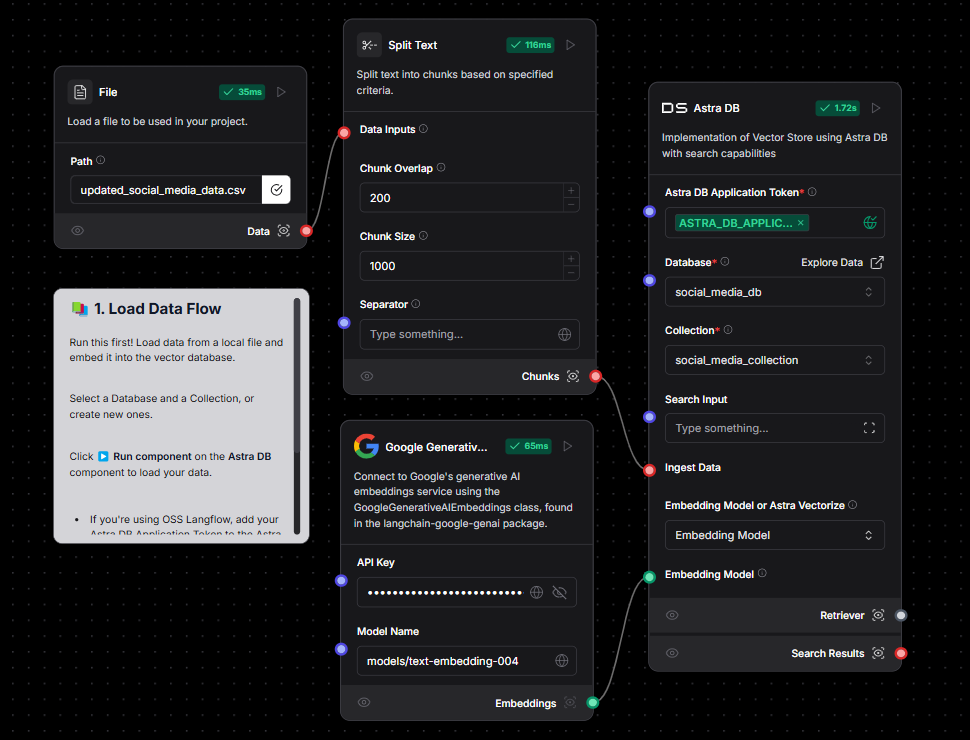 File
35ms
Load a file to be used in your project.
Path
updated_social_media_data.csv
Data
1. Load Data Flow
Run this first! Load data from a local file and
embed it into the vector database.
Select a Database and a Collection, or
create new ones.
Click Run component on the Astra DB
component to load your data.
• If you're using OSS Langflow, add your
Astra DB Application Token to the Astra
Split Text
116ms
Split text into chunks based on specified
criteria.
Data Inputs
Chunk Overlap
200
Chunk Size
1000
Separator
Type something...
Chunks
Google Generativ...
65ms
Connect to Google's generative AI
embeddings service using the
GoogleGenerativeAIEmbeddings class, found
in the langchain-google-genai package.
API Key
•••••••••••••••••••••••••
Model Name
models/text-embedding-004
Embeddings
DS Astra DB
1.72s
Implementation of Vector Store using Astra DB
with search capabilities
Astra DB Application Token*
ASTRA_DB_APPLIC... ×
Database*
Explore Data
social_media_db
Collection*
social_media_collection
Search Input
Type something...
Ingest Data
Embedding Model or Astra Vectorize
Embedding Model
Embedding Model
Retriever
Search Results